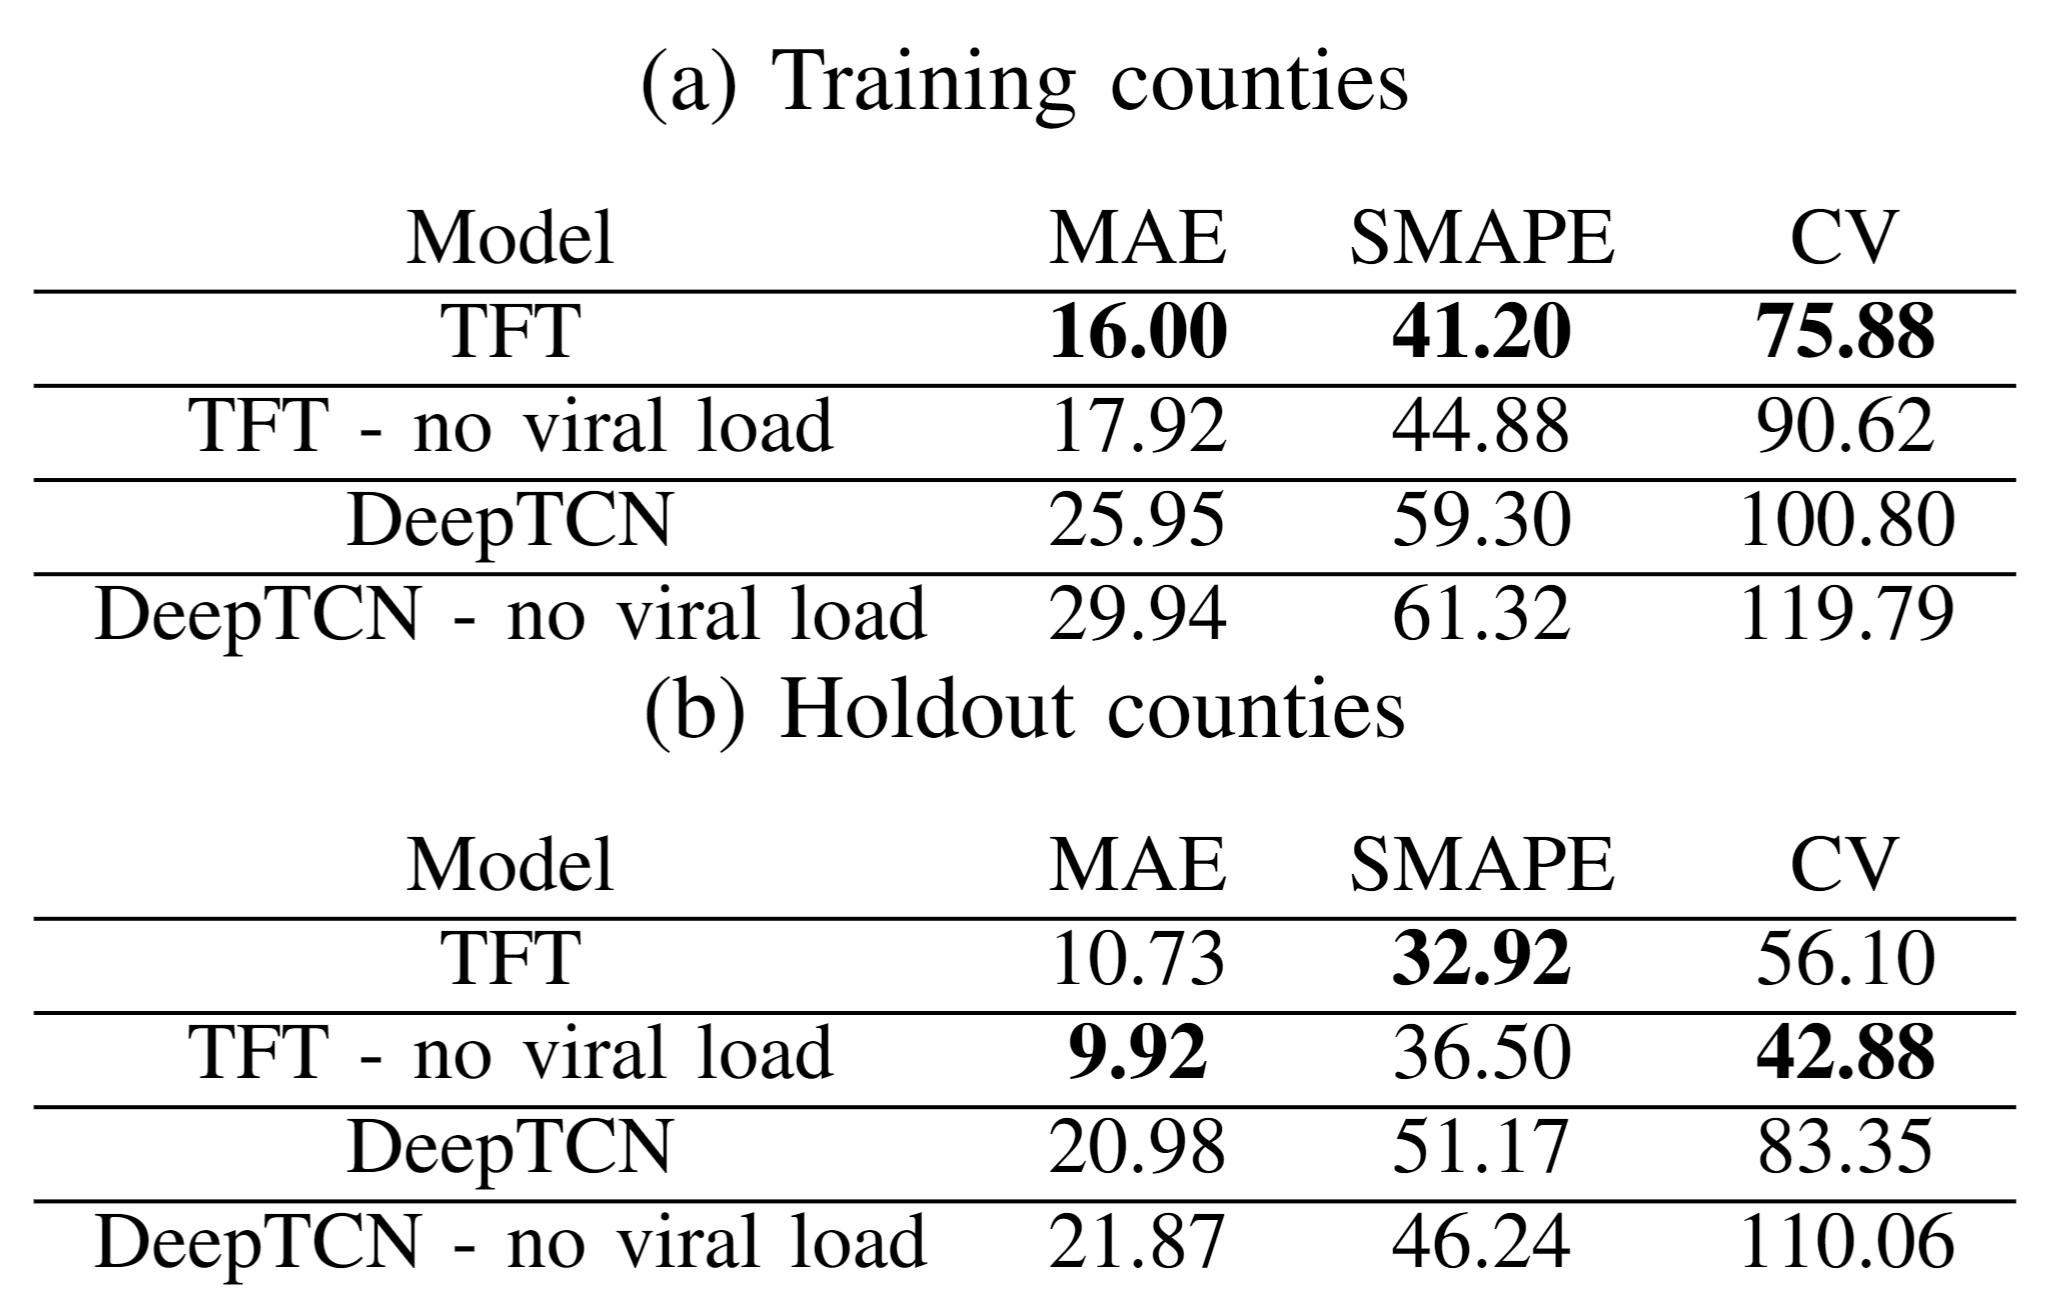 (a) Training counties
Model MAE SMAPE CV
TFT 16.00 41.20 75.88
TFT - no viral load 17.92 44.88 90.62
DeepTCN 25.95 59.30 100.80
DeepTCN - no viral load 29.94 61.32 119.79
(b) Holdout counties
Model MAE SMAPE CV
TFT 10.73 32.92 56.10
TFT - no viral load 9.92 36.50 42.88
DeepTCN 20.98 51.17 83.35
DeepTCN - no viral load 21.87 46.24 110.06